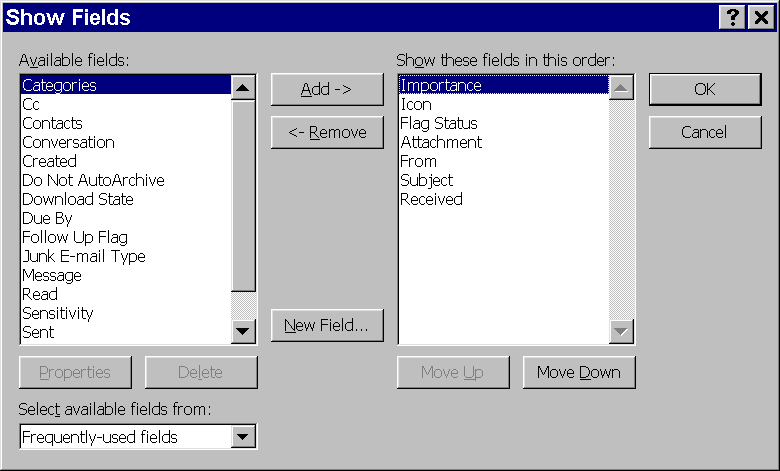 Show Fields
Available fields:
Categories
Cc
Contacts
Conversation
Created
Do Not AutoArchive
Download State
Due By
Follow Up Flag
Junk E-mail Type
Message
Read
Sensitivity
Sent
Properties
Delete
Select available fields from:
Frequently-used fields
Add ->
<- Remove
New Field...
Show these fields in this order:
Importance
Icon
Flag Status
Attachment
From
Subject
Received
Move Up
Move Down
OK
Cancel